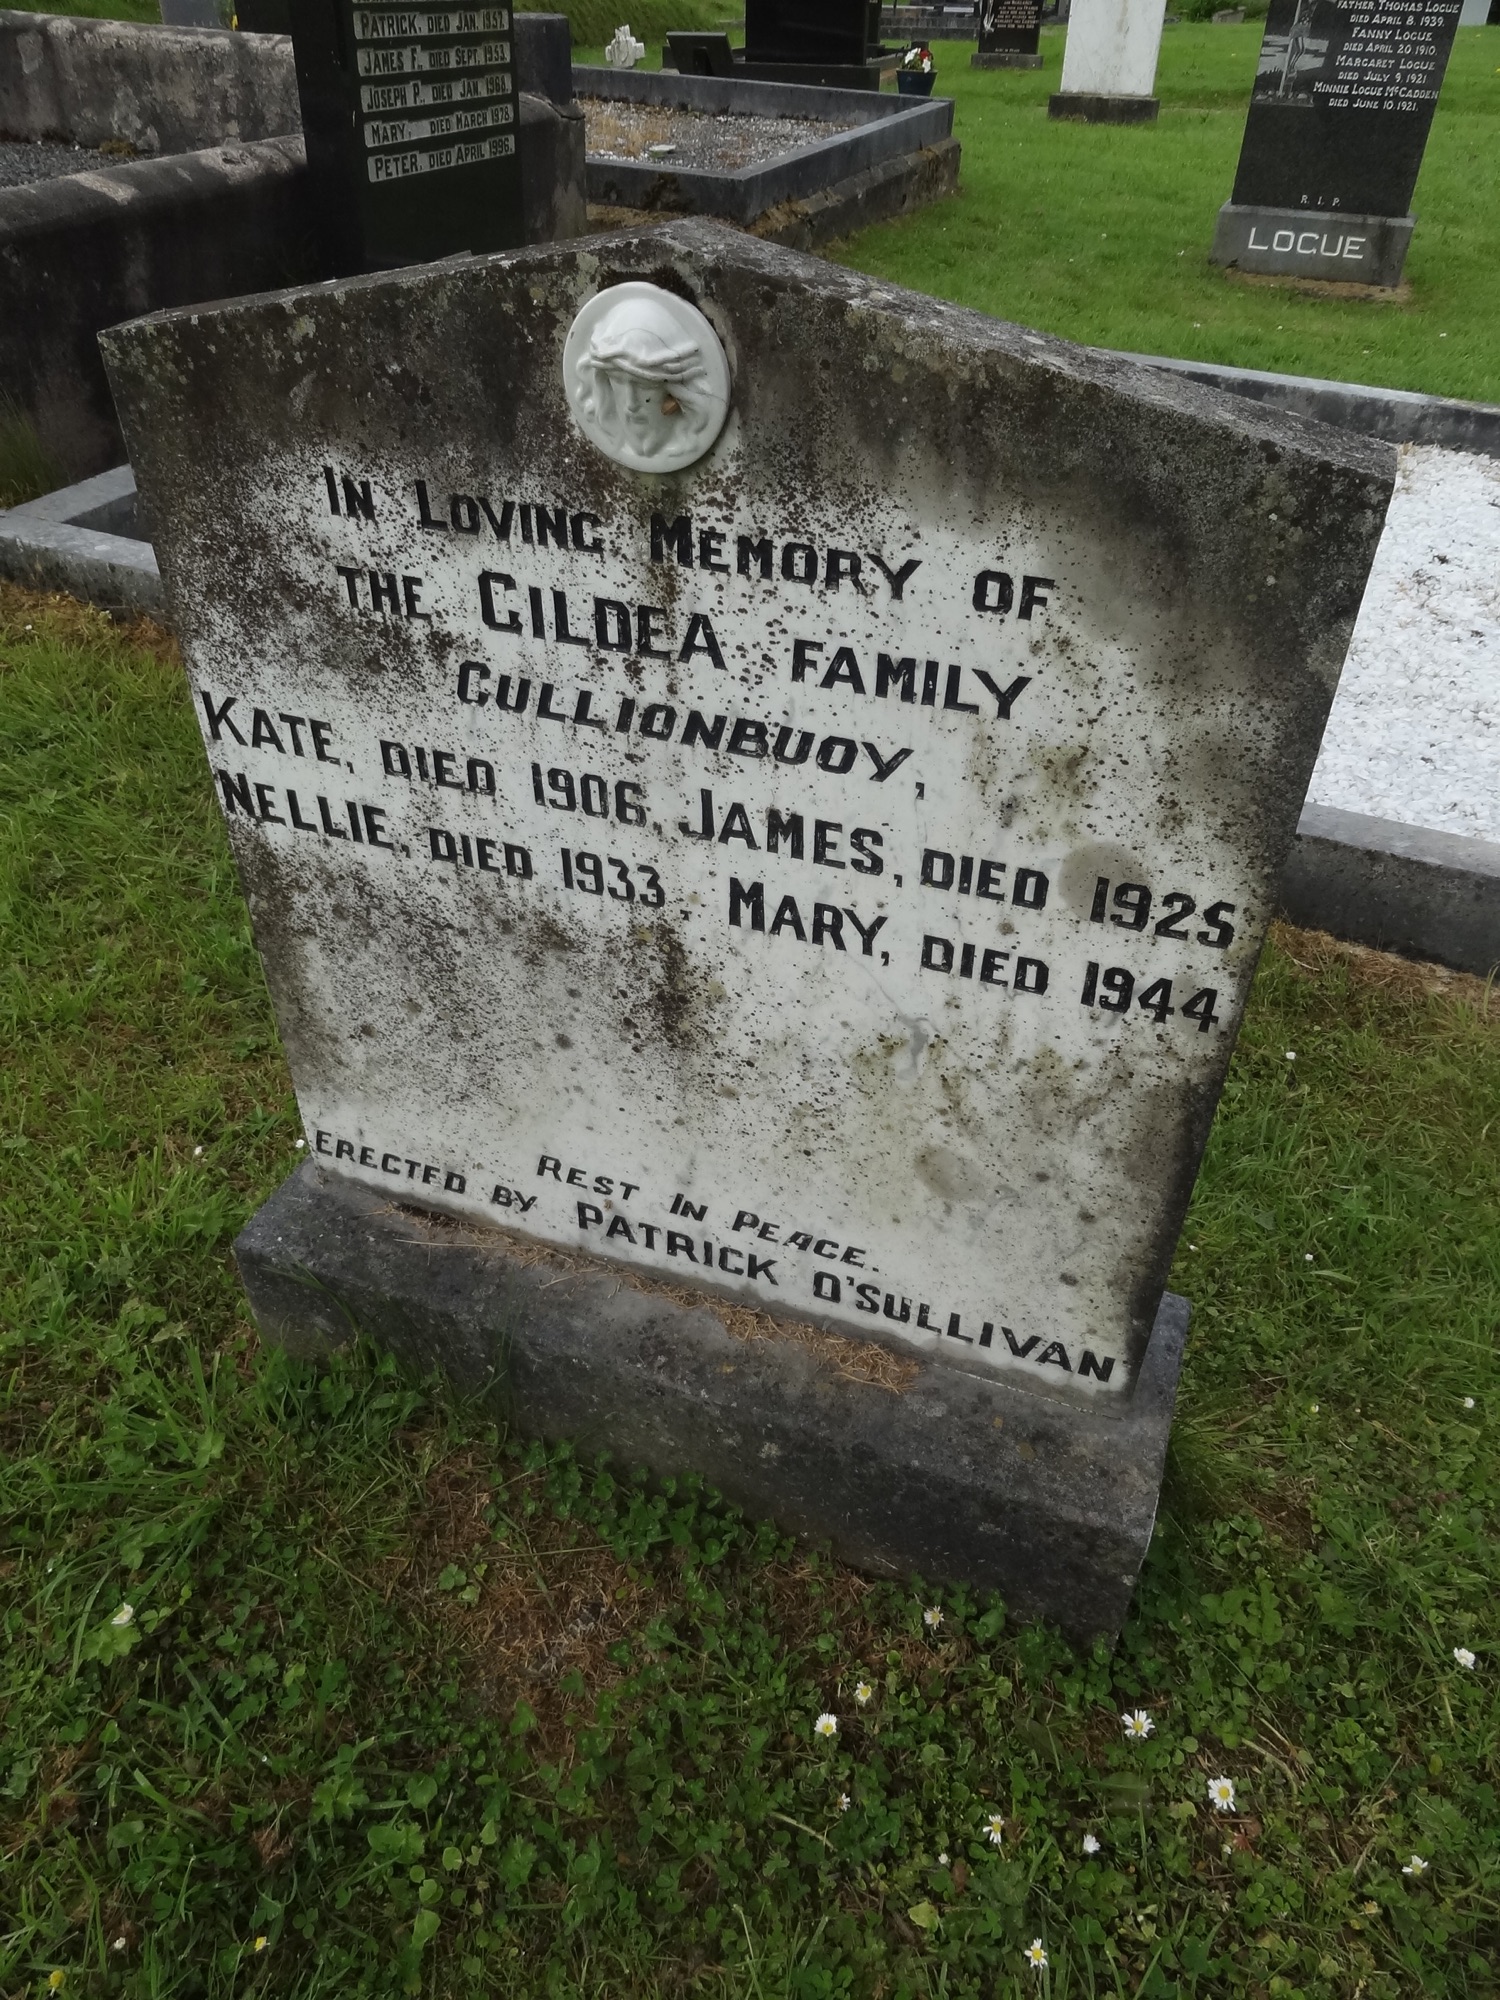 PATRICK, DIED JAN. 1957.
JAMES F., DIED SEPT. 1953.
JOSEPH P., DIED JAN. 1968.
MARY, DIED MARCH 1978.
PETER, DIED APRIL 1996.
FATHER, THOMAS LOGUE
DIED APRIL 8. 1939.
FANNY LOGUE
DIED APRIL 20. 1910.
MARGARET LOGUE
DIED JULY 9. 1921
MINNIE LOGUE MCCADDEN
DIED JUNE 10. 1921.
R. I. P.
LOGUE
IN LOVING MEMORY OF
THE GILDEA FAMILY
CULLIONBUOY,
KATE, DIED 1906. JAMES, DIED 1925
NELLIE, DIED 1933. MARY, DIED 1944.
REST IN PEACE.
ERECTED BY PATRICK O'SULLIVAN